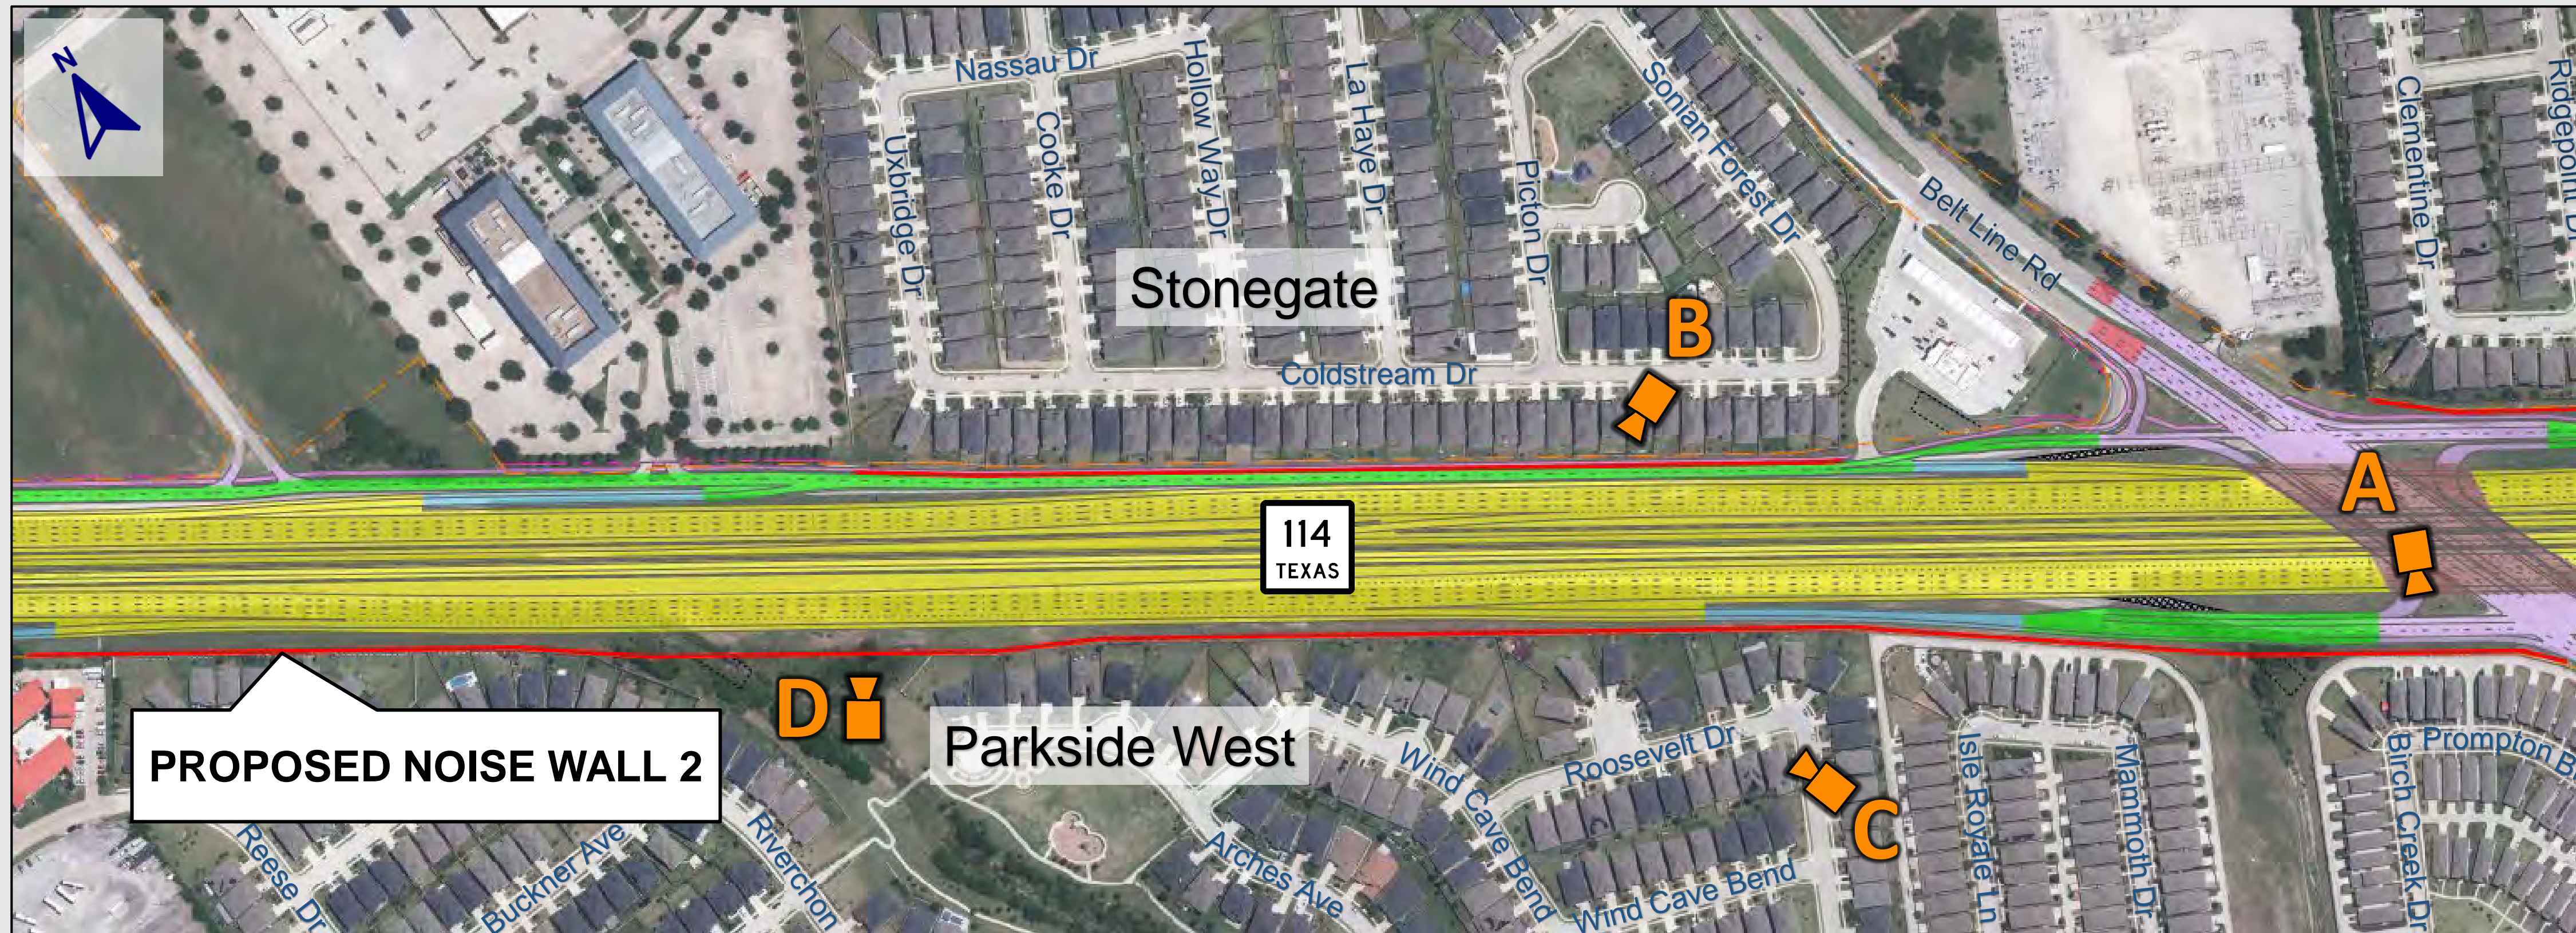 N
Nassau Dr
Hollow Way Dr
La Haye Dr
Sonian Forest Dr
Clementine Dr
Cooke Dr
Uxbridge Dr
Picton Dr
Belt Line Rd
Stonegate
B
Coldstream Dr
A
114
TEXAS
D
Parkside West
PROPOSED NOISE WALL 2
Wind Cave Bend
Roosevelt Dr
C
Isle Royale Ln
Mammoth Dr
Birch Creek Dr
Prompton B
Reese Dr
Buckner Ave
Riverchon
Arches Ave
Wind Cave Bend